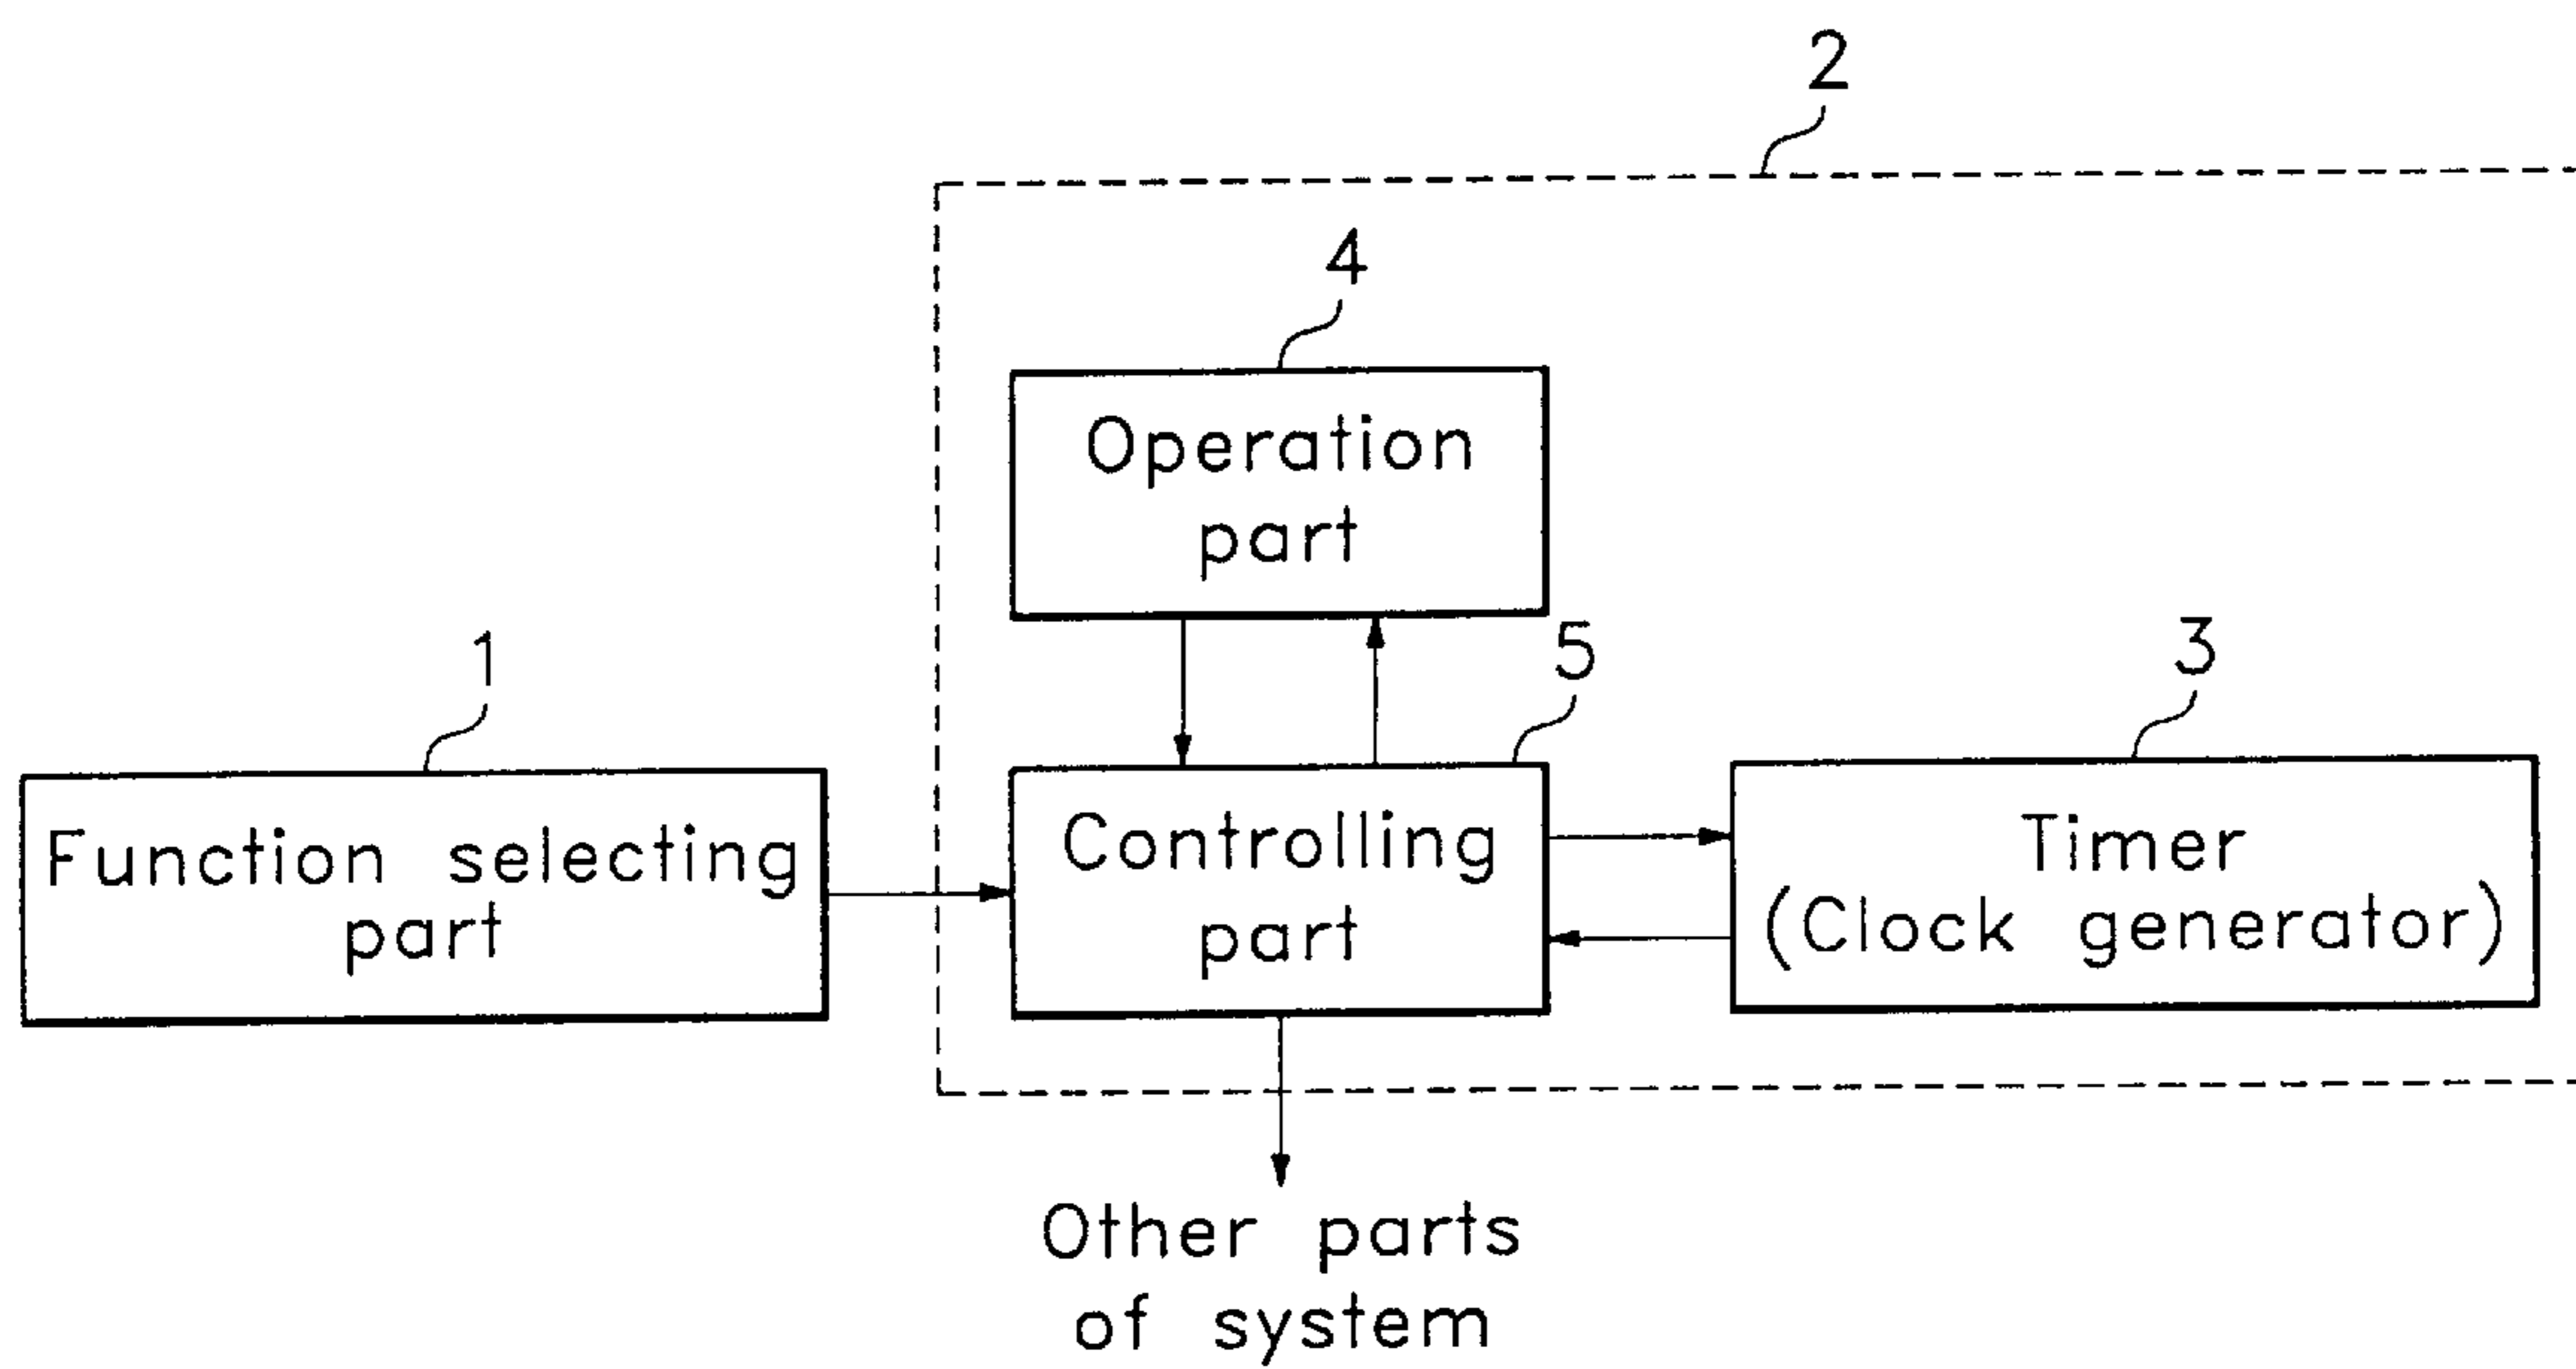 2
4
Operation
part
1
5
3
Function selecting
part
Controlling
part
Timer
(Clock generator)
Other parts
of system